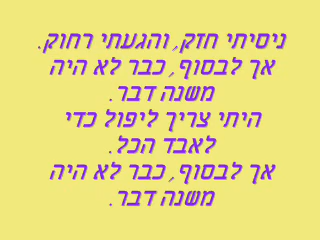 ניסיתי חזק, והגעתי רחוק.
אך לבסוף, כבר לא היה
משנה דבר.
היתי צריך ליפול כדי
לאבד הכל.
אך לבסוף, כבר לא היה
משנה דבר.